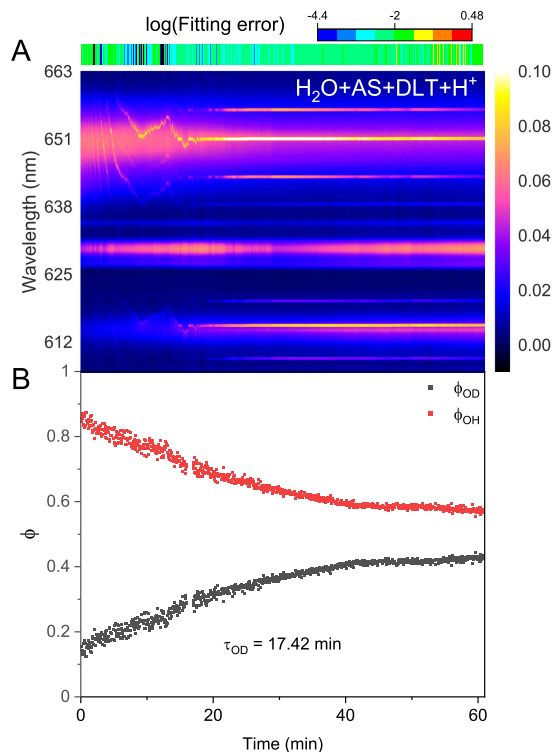 log(Fitting error)
-4.4 -2 0.48
A
H₂O+AS+DLT+H⁺
Wavelength (nm)
663
651
638
625
612
0.10
0.08
0.06
0.04
0.02
0.00
B
ϕ
1
0.8
0.6
0.4
0.2
0
ϕOD
ϕOH
τOD = 17.42 min
0 20 40 60
Time (min)